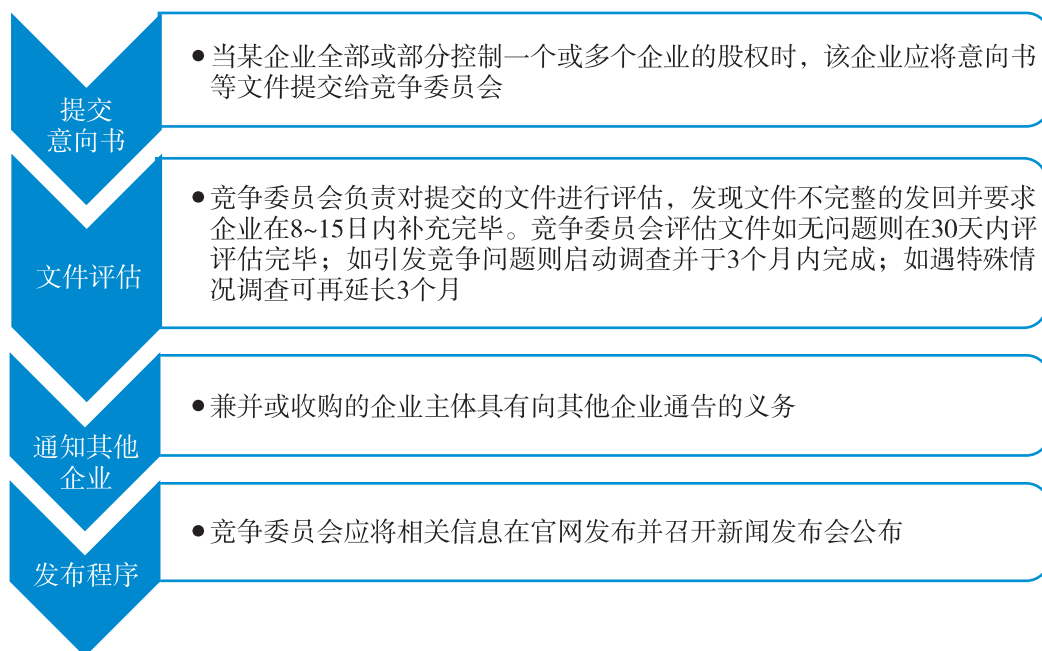 提交
意向书
●当某企业全部或部分控制一个或多个企业的股权时，该企业应将意向书
等文件提交给竞争委员会
文件评估
●竞争委员会负责对提交的文件进行评估，发现文件不完整的发回并要求
企业在8~15日内补充完毕。竞争委员会评估文件如无问题则在30天内评
评估完毕；如引发竞争问题则启动调查并于3个月内完成；如遇特殊情
况调查可再延长3个月
通知其他
企业
●兼并或收购的企业主体具有向其他企业通告的义务
发布程序
●竞争委员会应将相关信息在官网发布并召开新闻发布会公布